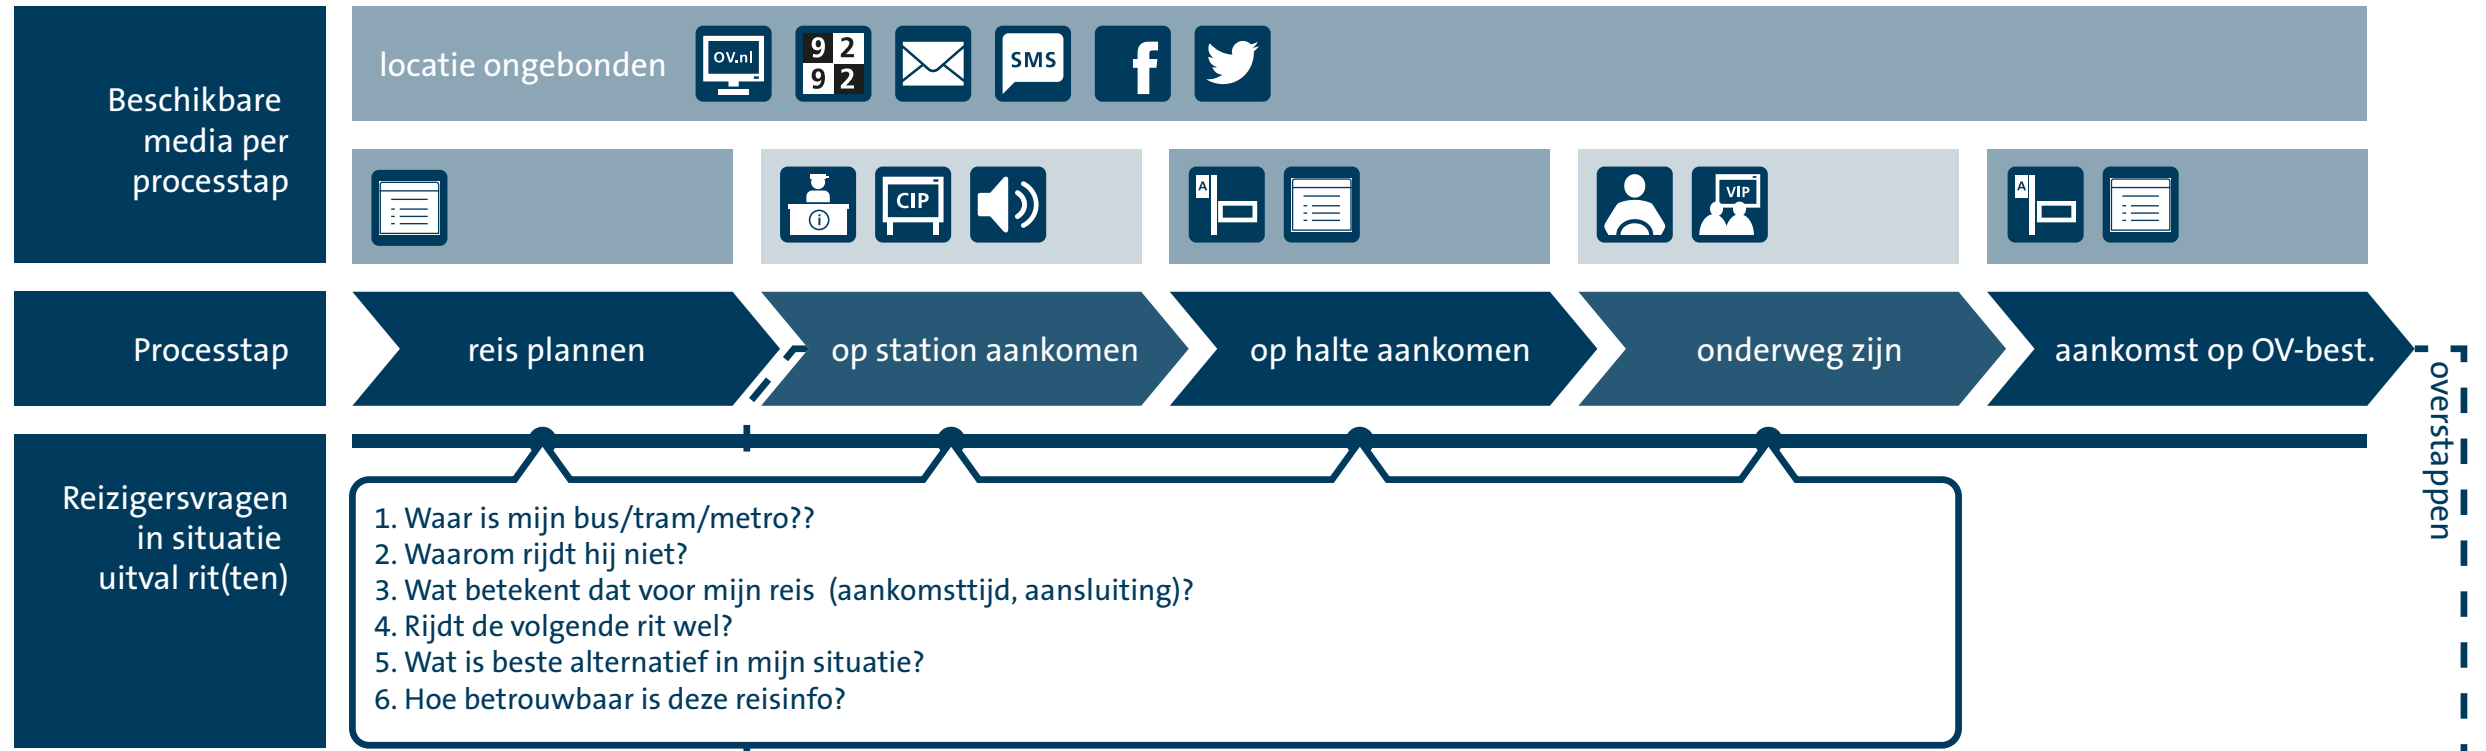 Beschikbare
media per
processtap
locatie ongebonden
OV.nl
9 2
9 2
SMS
f
i
CIP
A
VIP
A
Processtap
reis plannen
op station aankomen
op halte aankomen
onderweg zijn
aankomst op OV-best.
overstappen
Reizigersvragen
in situatie
uitval rit(ten)
1. Waar is mijn bus/tram/metro??
2. Waarom rijdt hij niet?
3. Wat betekent dat voor mijn reis (aankomsttijd, aansluiting)?
4. Rijdt de volgende rit wel?
5. Wat is beste alternatief in mijn situatie?
6. Hoe betrouwbaar is deze reisinfo?